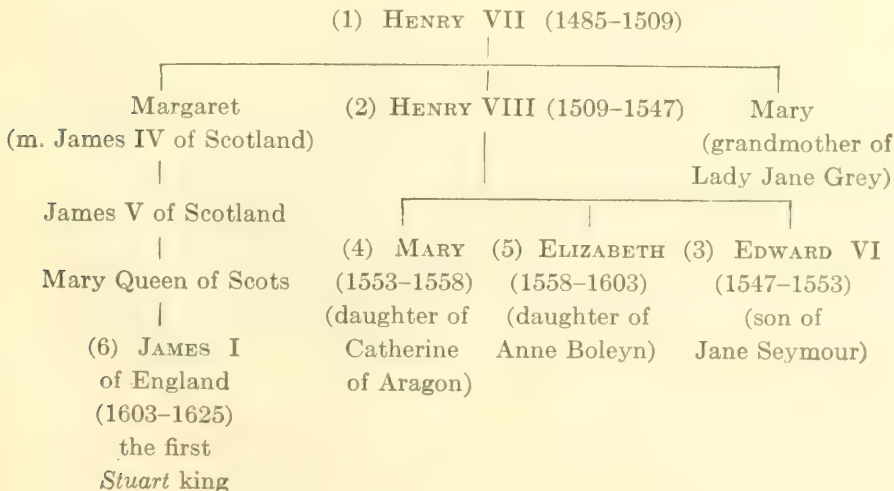 (1) HENRY VII (1485–1509)
Margaret
(m. James IV of Scotland)
(2) HENRY VIII (1509–1547)
Mary
(grandmother of
Lady Jane Grey)
James V of Scotland
Mary Queen of Scots
(6) JAMES I
of England
(1603–1625)
the first
Stuart king
(4) MARY
(1553–1558)
(daughter of
Catherine
of Aragon)
(5) ELIZABETH
(1558–1603)
(daughter of
Anne Boleyn)
(3) EDWARD VI
(1547–1553)
(son of
Jane Seymour)